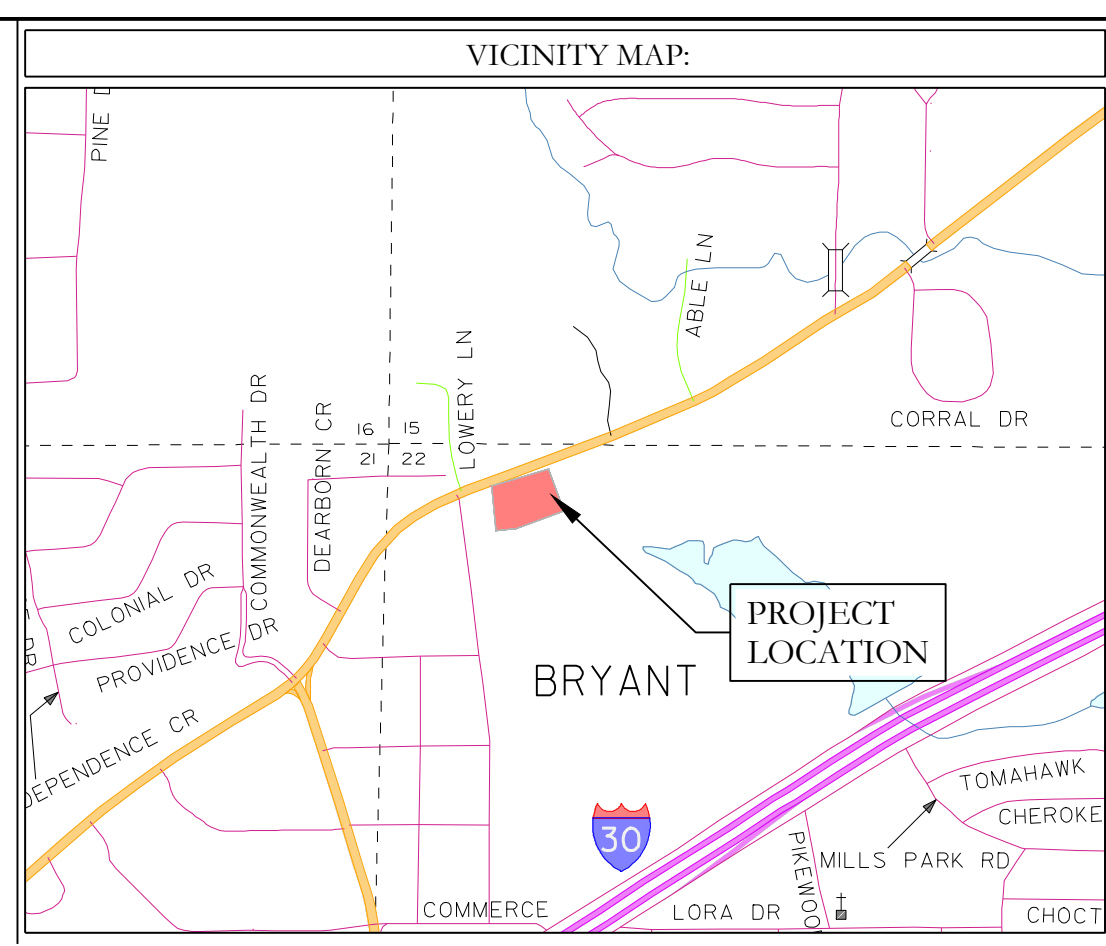 VICINITY MAP:
PINE D
ABLE LN
LOWERY LN
COMMONWEALTH DR
DEARBORN CR
CORRAL DR
16 15
21 22
COLONIAL DR
PROVIDENCE DR
DR
PROJECT
LOCATION
BRYANT
DEPENDENCE CR
TOMAHAWK
CHEROKE
30
PIKEWOO
MILLS PARK RD
COMMERCE
LORA DR
CHOCT